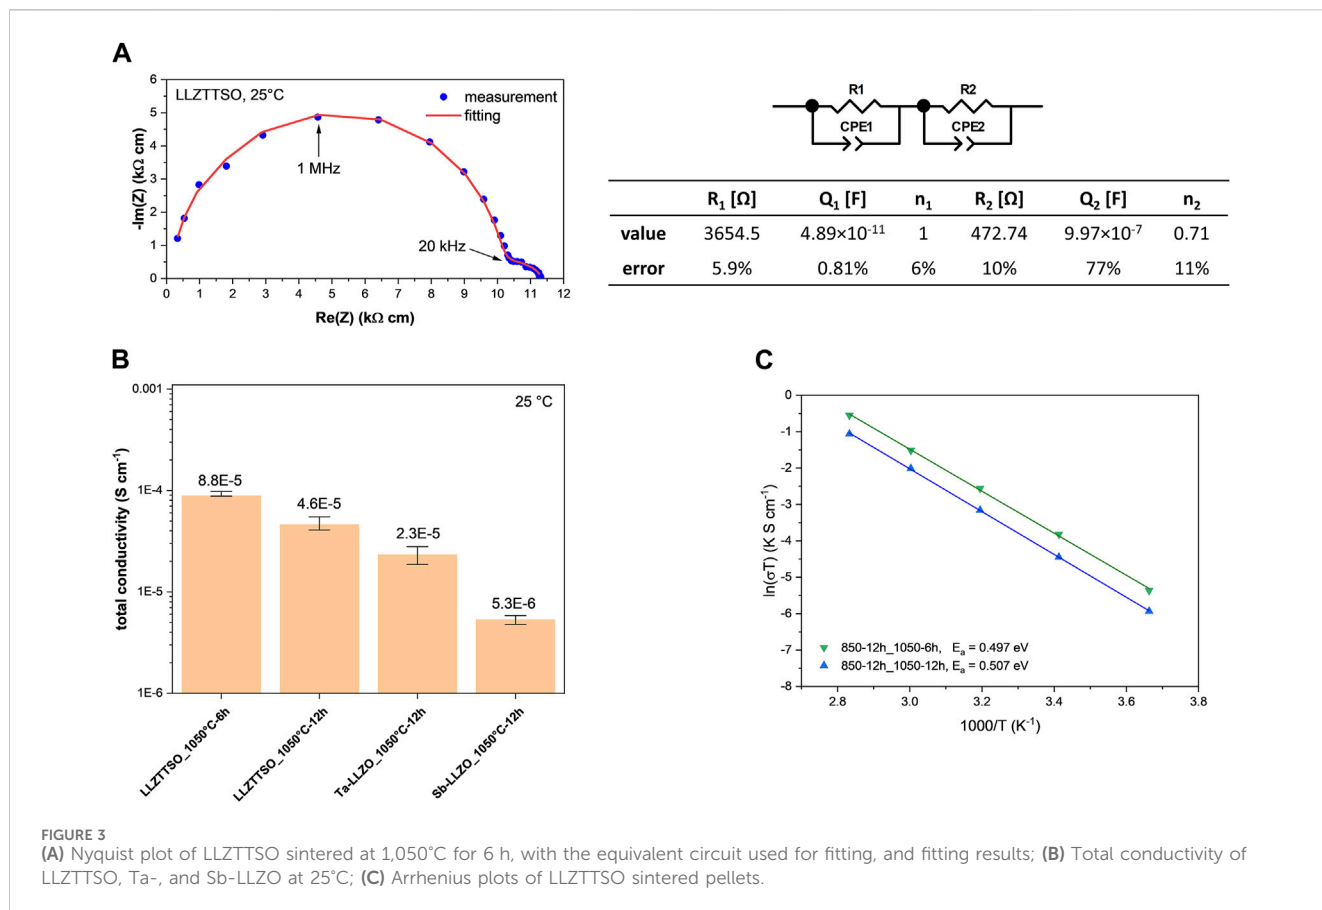 A
LLZTTSO, 25°C
measurement
fitting
1 MHz
20 kHz
6
5
4
3
2
1
0
-Im(Z) (kΩ cm)
0 1 2 3 4 5 6 7 8 9 10 11 12
Re(Z) (kΩ cm)
R1
CPE1
R2
CPE2
R₁ [Ω] Q₁ [F] n₁ R₂ [Ω] Q₂ [F] n₂
value 3654.5 4.89×10⁻¹¹ 1 472.74 9.97×10⁻⁷ 0.71
error 5.9% 0.81% 6% 10% 77% 11%
B
25 °C
0.001
1E-4
1E-5
1E-6
total conductivity (S cm⁻¹)
8.8E-5
4.6E-5
2.3E-5
5.3E-6
LLZTTSO_1050°C-6h
LLZTTSO_1050°C-12h
Ta-LLZO_1050°C-12h
Sb-LLZO_1050°C-12h
C
0
-1
-2
-3
-4
-5
-6
-7
-8
ln(σT) (K S cm⁻¹)
850-12h_1050-6h, Eₐ = 0.497 eV
850-12h_1050-12h, Eₐ = 0.507 eV
2.8 3.0 3.2 3.4 3.6 3.8
1000/T (K⁻¹)
FIGURE 3
(A) Nyquist plot of LLZTTSO sintered at 1,050°C for 6 h, with the equivalent circuit used for fitting, and fitting results; (B) Total conductivity of
LLZTTSO, Ta-, and Sb-LLZO at 25°C; (C) Arrhenius plots of LLZTTSO sintered pellets.